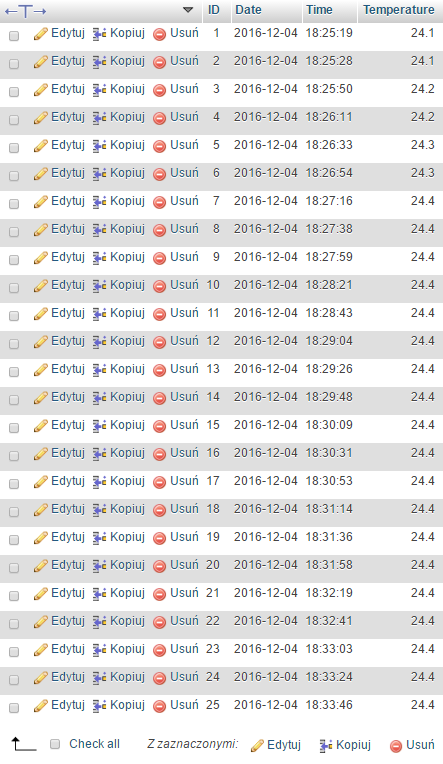 ID Date Time Temperature
Edytuj Kopiuj Usuń 1 2016-12-04 18:25:19 24.1
Edytuj Kopiuj Usuń 2 2016-12-04 18:25:28 24.1
Edytuj Kopiuj Usuń 3 2016-12-04 18:25:50 24.2
Edytuj Kopiuj Usuń 4 2016-12-04 18:26:11 24.2
Edytuj Kopiuj Usuń 5 2016-12-04 18:26:33 24.3
Edytuj Kopiuj Usuń 6 2016-12-04 18:26:54 24.3
Edytuj Kopiuj Usuń 7 2016-12-04 18:27:16 24.4
Edytuj Kopiuj Usuń 8 2016-12-04 18:27:38 24.4
Edytuj Kopiuj Usuń 9 2016-12-04 18:27:59 24.4
Edytuj Kopiuj Usuń 10 2016-12-04 18:28:21 24.4
Edytuj Kopiuj Usuń 11 2016-12-04 18:28:43 24.4
Edytuj Kopiuj Usuń 12 2016-12-04 18:29:04 24.4
Edytuj Kopiuj Usuń 13 2016-12-04 18:29:26 24.4
Edytuj Kopiuj Usuń 14 2016-12-04 18:29:48 24.4
Edytuj Kopiuj Usuń 15 2016-12-04 18:30:09 24.4
Edytuj Kopiuj Usuń 16 2016-12-04 18:30:31 24.4
Edytuj Kopiuj Usuń 17 2016-12-04 18:30:53 24.4
Edytuj Kopiuj Usuń 18 2016-12-04 18:31:14 24.4
Edytuj Kopiuj Usuń 19 2016-12-04 18:31:36 24.4
Edytuj Kopiuj Usuń 20 2016-12-04 18:31:58 24.4
Edytuj Kopiuj Usuń 21 2016-12-04 18:32:19 24.4
Edytuj Kopiuj Usuń 22 2016-12-04 18:32:41 24.4
Edytuj Kopiuj Usuń 23 2016-12-04 18:33:03 24.4
Edytuj Kopiuj Usuń 24 2016-12-04 18:33:24 24.4
Edytuj Kopiuj Usuń 25 2016-12-04 18:33:46 24.4
Check all Z zaznaczonymi: Edytuj Kopiuj Usuń